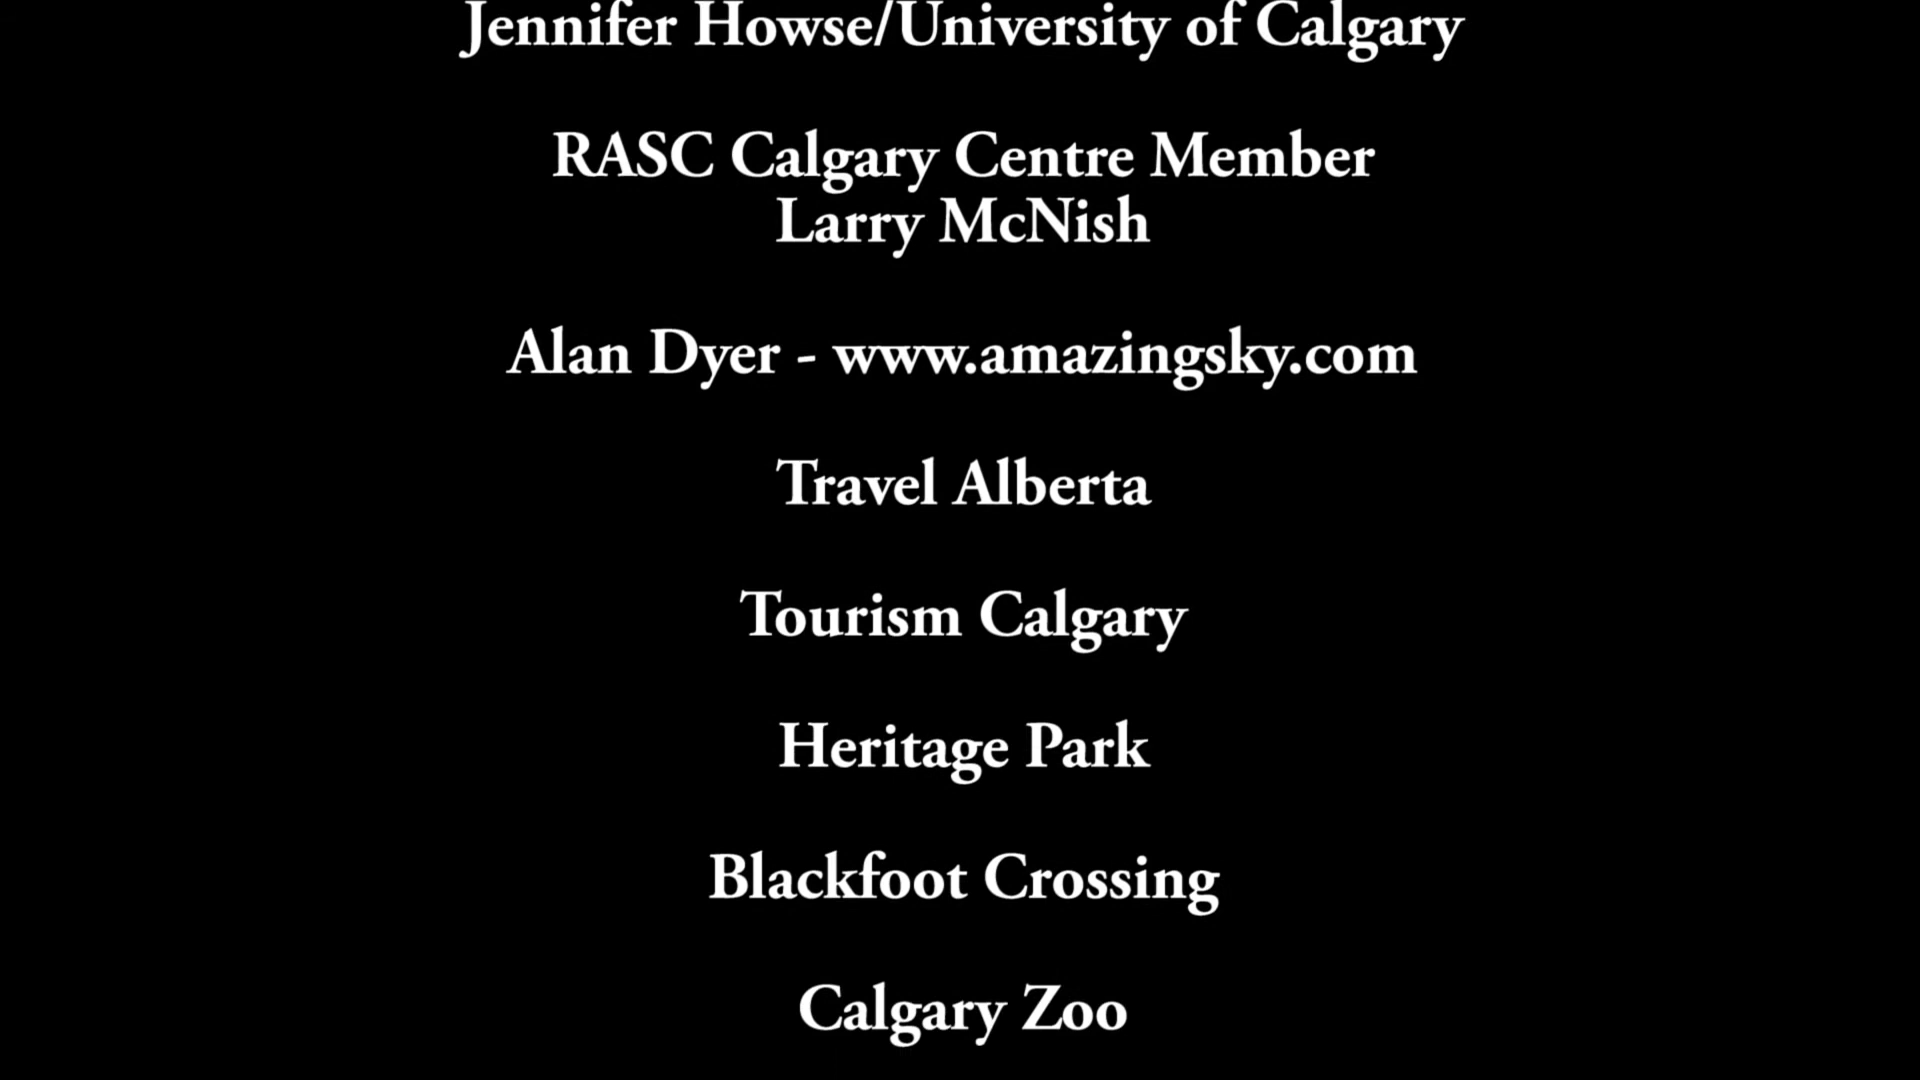 Jennifer Howse/University of Calgary
RASC Calgary Centre Member
Larry McNish
Alan Dyer - www.amazingsky.com
Travel Alberta
Tourism Calgary
Heritage Park
Blackfoot Crossing
Calgary Zoo